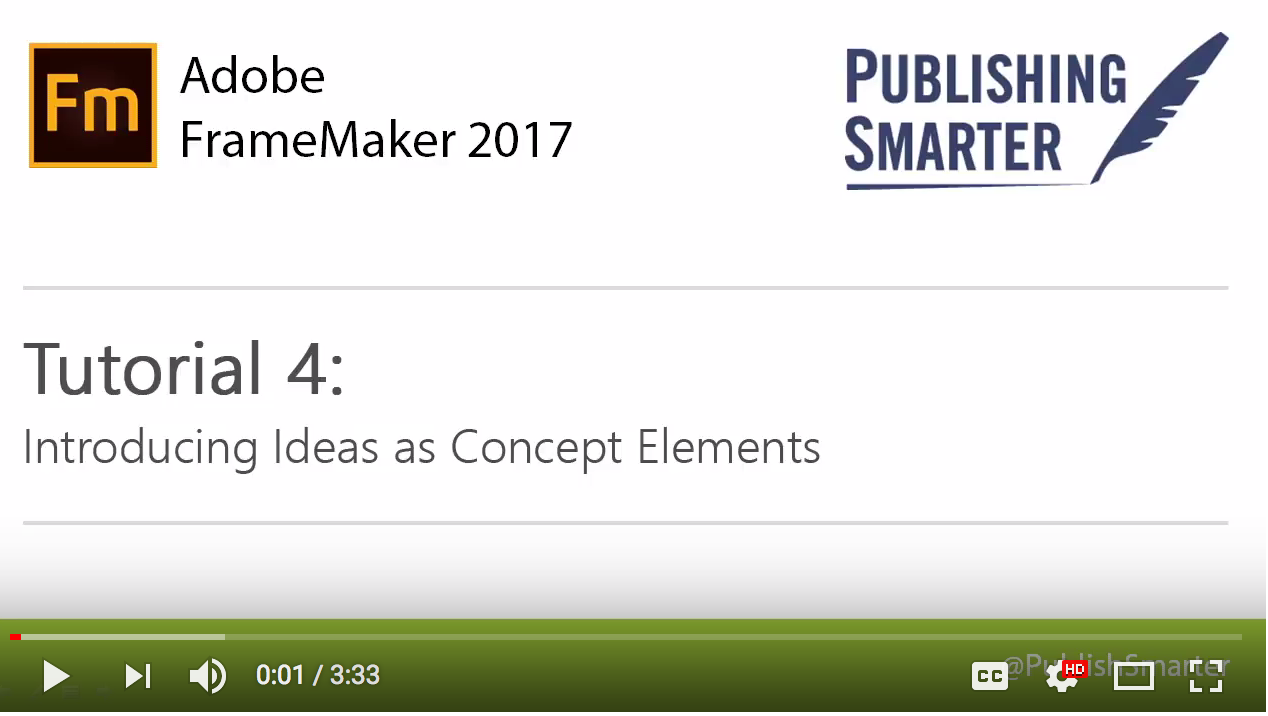 Fm
Adobe
FrameMaker 2017
PUBLISHING
SMARTER
Tutorial 4:
Introducing Ideas as Concept Elements
0:01 / 3:33
CC
HD
@PublishSmarter